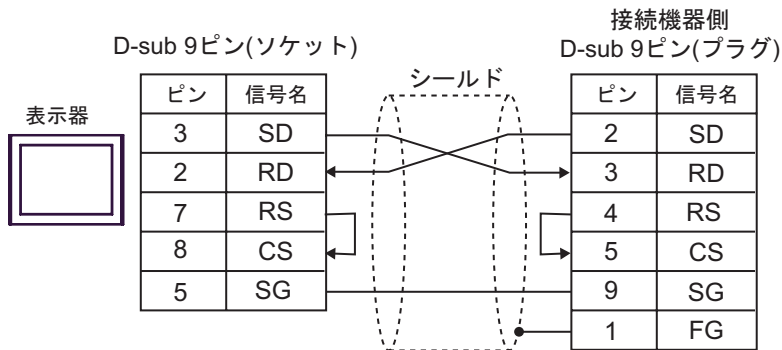 接続機器側
D-sub 9ピン(ソケット)
D-sub 9ピン(プラグ)
シールド
表示器
ピン 信号名
3 SD
2 RD
7 RS
8 CS
5 SG
ピン 信号名
2 SD
3 RD
4 RS
5 CS
9 SG
1 FG